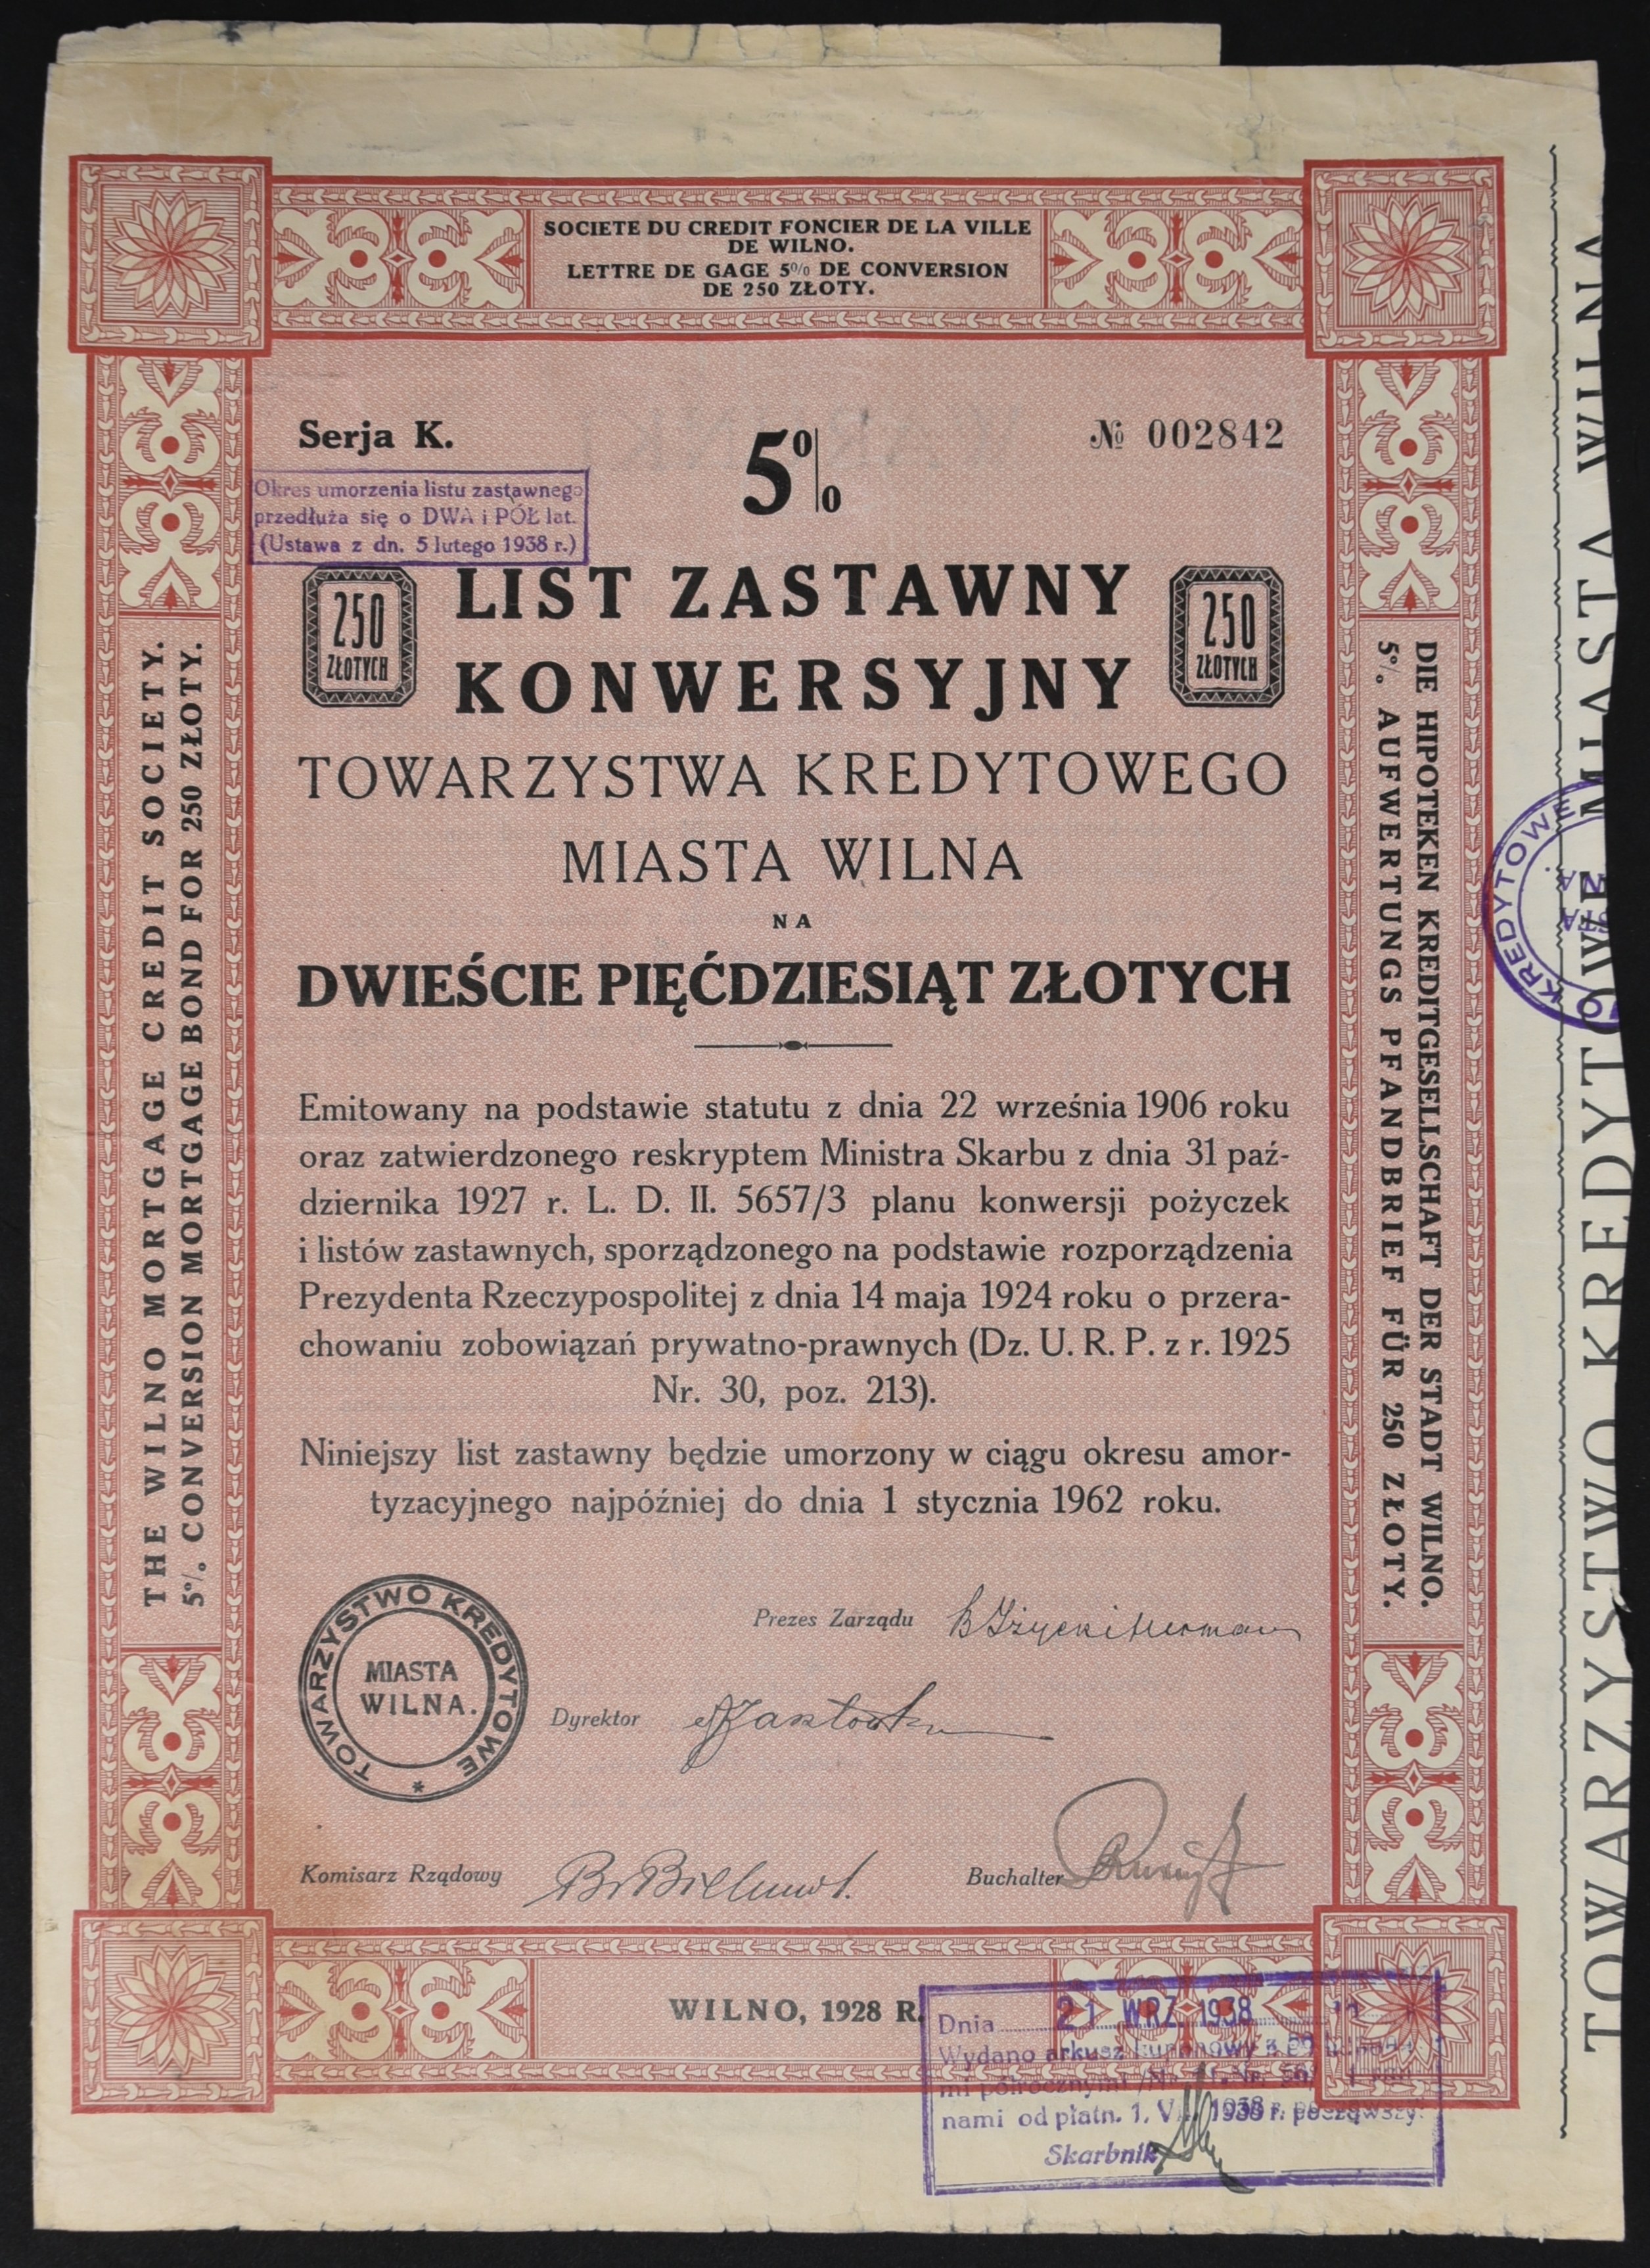 SOCIETE DU CREDIT FONCIER DE LA VILLE
DE WILNO.
LETTRE DE GAGE 5% DE CONVERSION
DE 250 ZŁOTY.
Serja K.
5%
№ 002842
Okres umorzenia listu zastawnego
przedłuża się o DWA i PÓŁ lat.
(Ustawa z dn. 5 lutego 1938 r.)
250
ZŁOTYCH
LIST ZASTAWNY
KONWERSYJNY
250
ZŁOTYCH
TOWARZYSTWA KREDYTOWEGO
MIASTA WILNA
NA
DWIEŚCIE PIĘĆDZIESIĄT ZŁOTYCH
Emitowany na podstawie statutu z dnia 22 września 1906 roku
oraz zatwierdzonego reskryptem Ministra Skarbu z dnia 31 paź-
dziernika 1927 r. L. D. II. 5657/3 planu konwersji pożyczek
i listów zastawnych, sporządzonego na podstawie rozporządzenia
Prezydenta Rzeczypospolitej z dnia 14 maja 1924 roku o przera-
chowaniu zobowiązań prywatno-prawnych (Dz. U. R. P. z r. 1925
Nr. 30, poz. 213).
Niniejszy list zastawny będzie umorzony w ciągu okresu amor-
tyzacyjnego najpóźniej do dnia 1 stycznia 1962 roku.
TOWARZYSTWO KREDYTOWE
MIASTA
WILNA.
Prezes Zarządu
Dyrektor
Komisarz Rządowy
Buchalter
WILNO, 1928 R.
Dnia 21 WRZ. 1938
Wydano arkusz kuponowy z
mi półrocznymi
nami od płatn. 1. 1938 r. począwszy.
Skarbnik
THE WILNO MORTGAGE CREDIT SOCIETY.
5%. CONVERSION MORTGAGE BOND FOR 250 ZŁOTY.
DIE HIPOTEKEN KREDITGESELLSCHAFT DER STADT WILNO.
5%. AUFWERTUNGS PFANDBRIEF FÜR 250 ZŁOTY.
KREDYTOWE
TOWARZYSTWO KREDYTOWE MIASTA WILNA